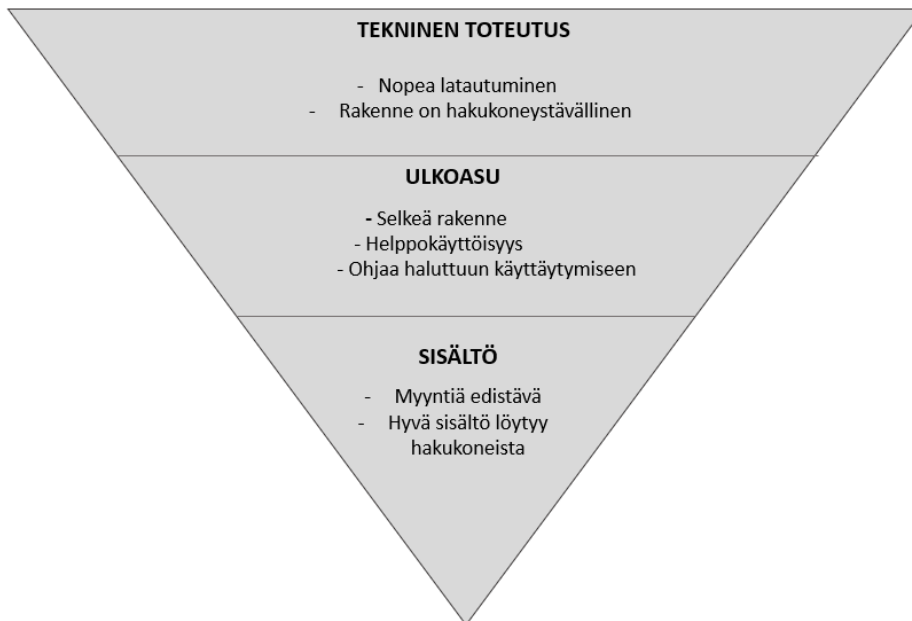 TEKNINEN TOTEUTUS
- Nopea latautuminen
- Rakenne on hakukoneystävällinen
ULKOASU
- Selkeä rakenne
- Helppokäyttöisyys
- Ohjaa haluttuun käyttäytymiseen
SISÄLTÖ
- Myyntiä edistävä
- Hyvä sisältö löytyy
hakukoneista